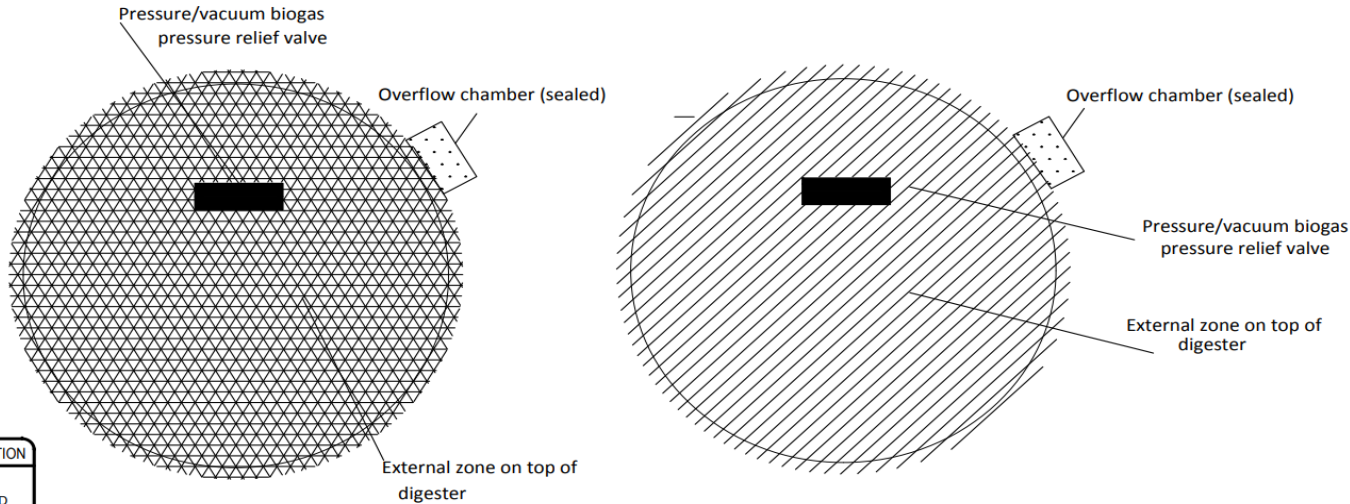 Pressure/vacuum biogas
pressure relief valve
Overflow chamber (sealed)
External zone on top of
digester
Overflow chamber (sealed)
Pressure/vacuum biogas
pressure relief valve
External zone on top of
digester